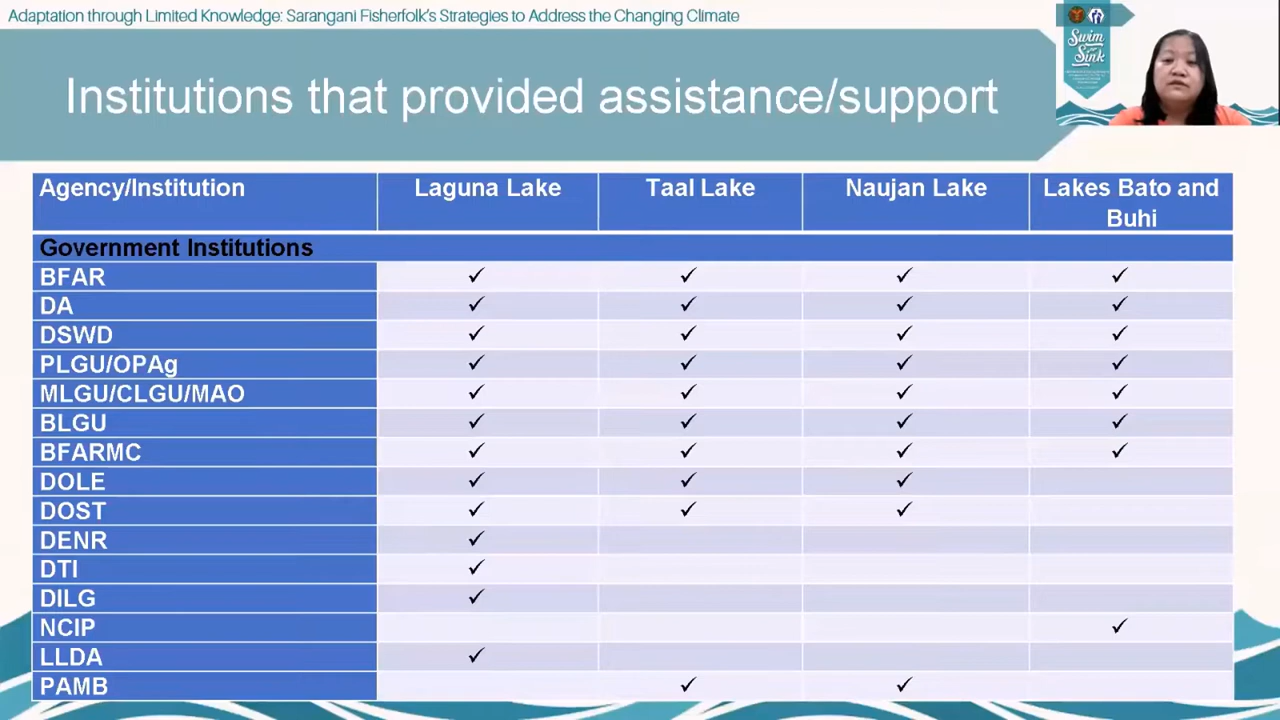 Adaptation through Limited Knowledge: Sarangani Fisherfolk's Strategies to Address the Changing Climate
Swim
Sink
Institutions that provided assistance/support
Agency/Institution Laguna Lake Taal Lake Naujan Lake Lakes Bato and
Buhi
Government Institutions
BFAR ✓ ✓ ✓ ✓
DA ✓ ✓ ✓ ✓
DSWD ✓ ✓ ✓ ✓
PLGU/OPAg ✓ ✓ ✓ ✓
MLGU/CLGU/MAO ✓ ✓ ✓ ✓
BLGU ✓ ✓ ✓ ✓
BFARMC ✓ ✓ ✓ ✓
DOLE ✓ ✓ ✓
DOST ✓ ✓ ✓
DENR ✓
DTI ✓
DILG ✓
NCIP ✓
LLDA ✓
PAMB ✓ ✓